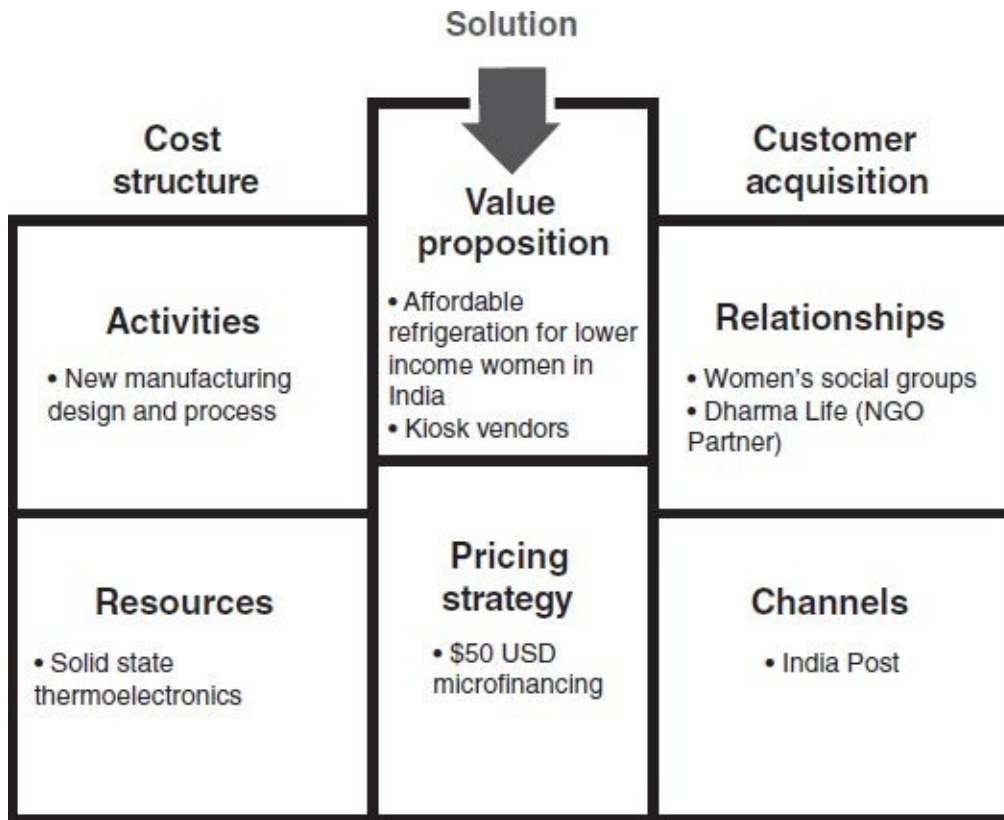 Solution
Cost
structure
Customer
acquisition
Value
proposition
• Affordable
refrigeration for lower
income women in
India
• Kiosk vendors
Activities
• New manufacturing
design and process
Relationships
• Women's social groups
• Dharma Life (NGO
Partner)
Resources
• Solid state
thermoelectronics
Pricing
strategy
• $50 USD
microfinancing
Channels
• India Post